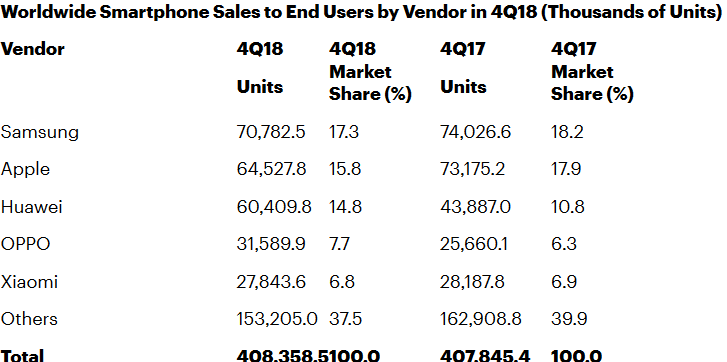 Worldwide Smartphone Sales to End Users by Vendor in 4Q18 (Thousands of Units)
Vendor 4Q18 4Q18 4Q17 4Q17
Units Market Share (%) Units Market Share (%)
Samsung 70,782.5 17.3 74,026.6 18.2
Apple 64,527.8 15.8 73,175.2 17.9
Huawei 60,409.8 14.8 43,887.0 10.8
OPPO 31,589.9 7.7 25,660.1 6.3
Xiaomi 27,843.6 6.8 28,187.8 6.9
Others 153,205.0 37.5 162,908.8 39.9
Total 408,358.5 100.0 407,845.4 100.0